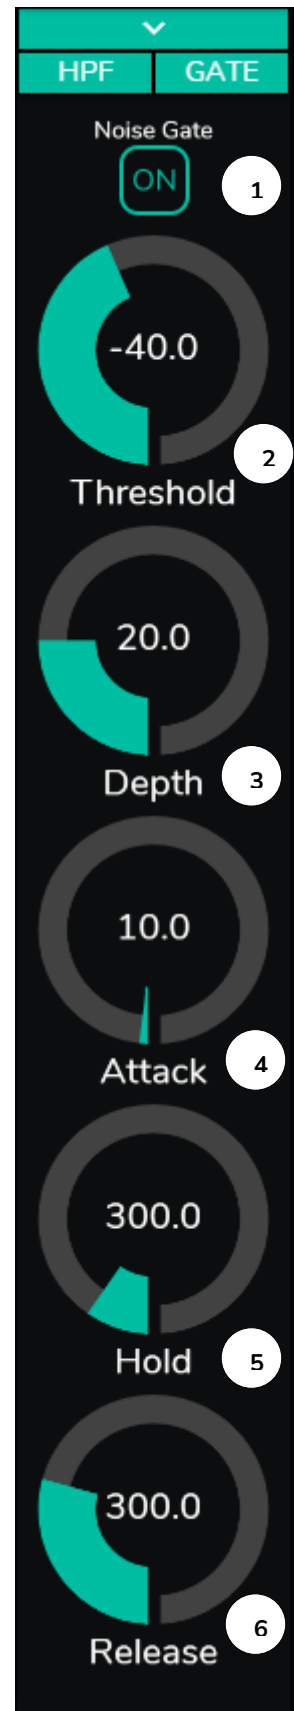 HPF GATE
Noise Gate
ON
1
-40.0
2
Threshold
20.0
Depth
3
10.0
Attack
4
300.0
Hold
5
300.0
6
Release